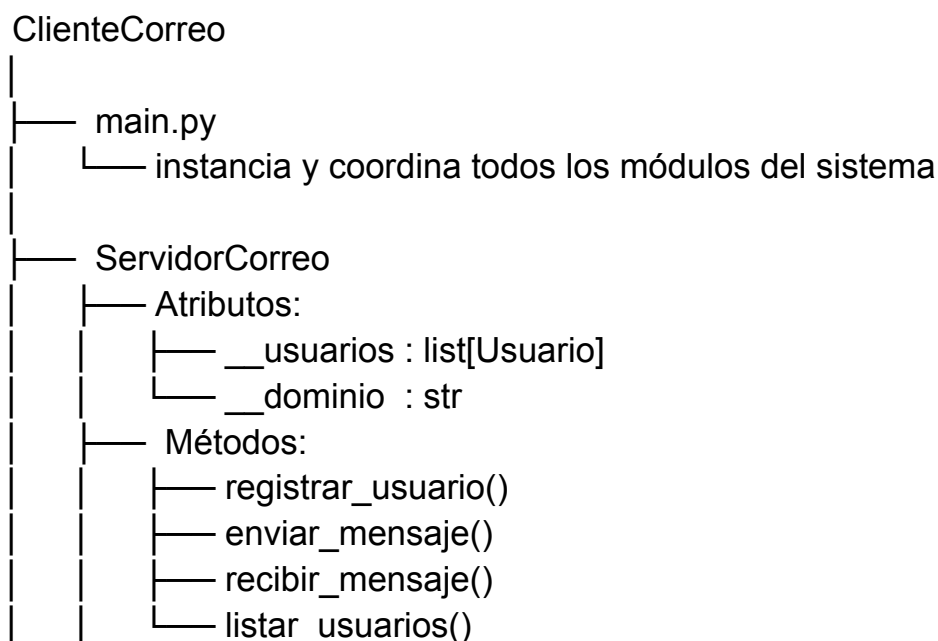 ClienteCorreo
main.py
instancia y coordina todos los módulos del sistema
ServidorCorreo
Atributos:
__usuarios : list[Usuario]
__dominio : str
Métodos:
registrar_usuario()
enviar_mensaje()
recibir_mensaje()
listar_usuarios()